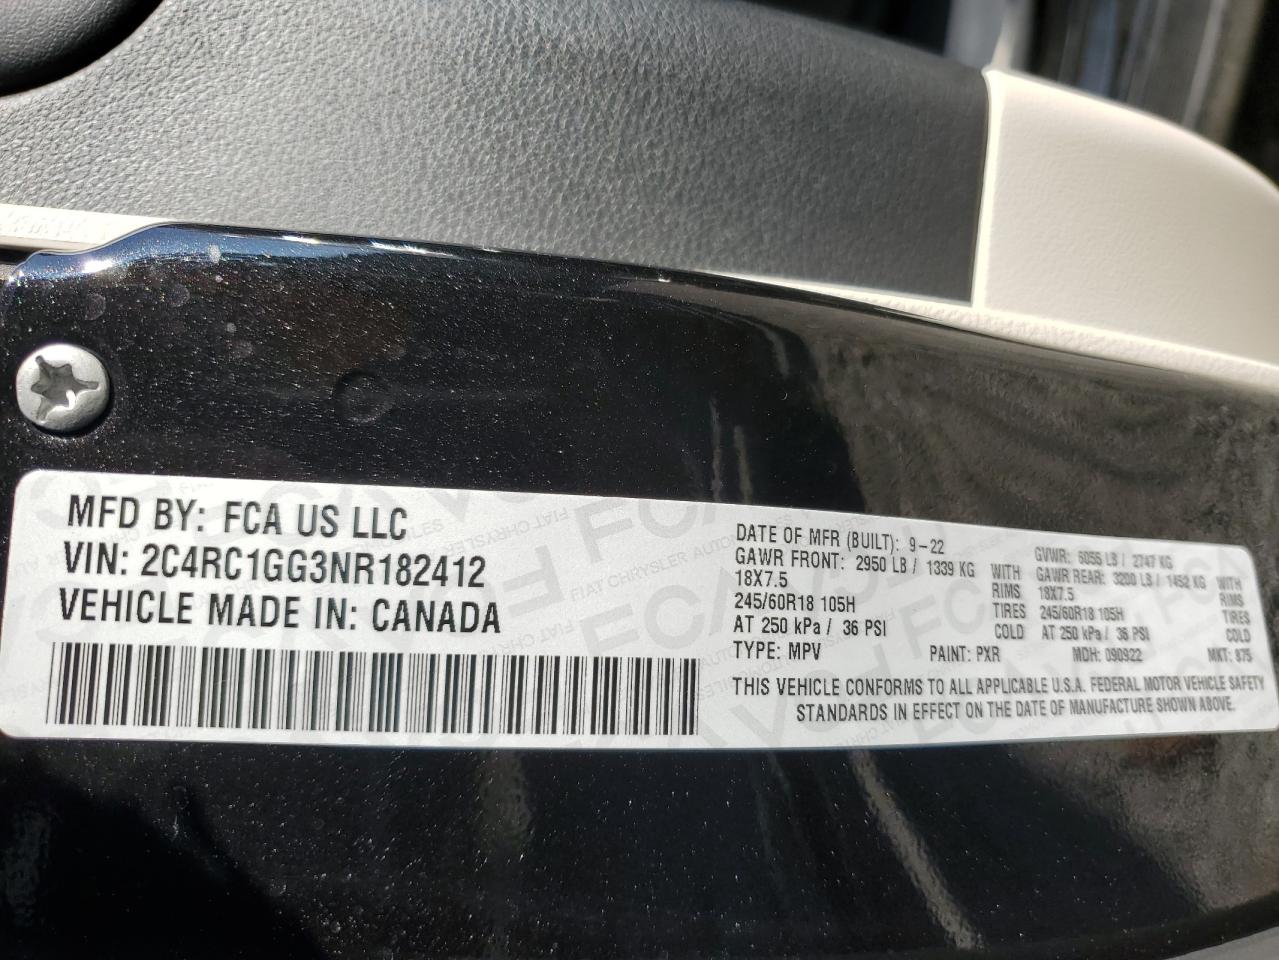 MFD BY: FCA US LLC
VIN: 2C4RC1GG3NR182412
VEHICLE MADE IN: CANADA
DATE OF MFR (BUILT): 9-22
GAWR FRONT: 2950 LB / 1339 KG WITH
18X7.5 RIMS
245/60R18 105H TIRES
AT 250 kPa / 36 PSI COLD
GVWR: 6055 LB / 2747 KG
GAWR REAR: 3200 LB / 1452 KG WITH
18X7.5 RIMS
245/60R18 105H TIRES
AT 250 kPa / 36 PSI COLD
TYPE: MPV PAINT: PXR MDH: 090922 MKT: 875
THIS VEHICLE CONFORMS TO ALL APPLICABLE U.S.A. FEDERAL MOTOR VEHICLE SAFETY
STANDARDS IN EFFECT ON THE DATE OF MANUFACTURE SHOWN ABOVE.